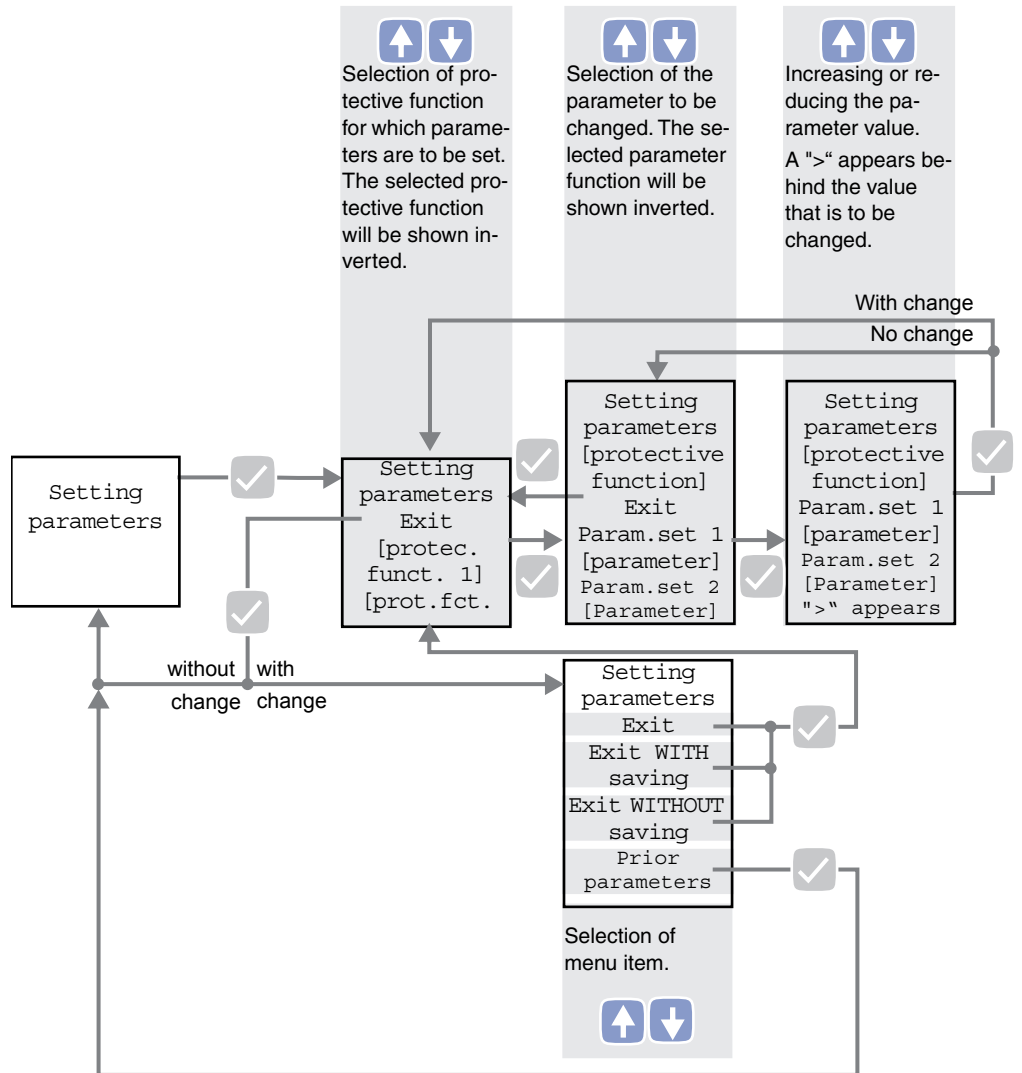 Selection of pro-
tective function
for which parame-
ters are to be set.
The selected pro-
tective function
will be shown in-
verted.
Selection of the
parameter to be
changed. The se-
lected parameter
function will be
shown inverted.
Increasing or re-
ducing the pa-
rameter value.
A ">“ appears be-
hind the value
that is to be
changed.
With change
No change
Setting
parameters
Setting
parameters
Exit
[protec.
funct. 1]
[prot.fct.
Setting
parameters
[protective
function]
Exit
Param.set 1
[parameter]
Param.set 2
[Parameter]
Setting
parameters
[protective
function]
Param.set 1
[parameter]
Param.set 2
[Parameter]
">“ appears
without
change
with
change
Setting
parameters
Exit
Exit WITH
saving
Exit WITHOUT
saving
Prior
parameters
Selection of
menu item.